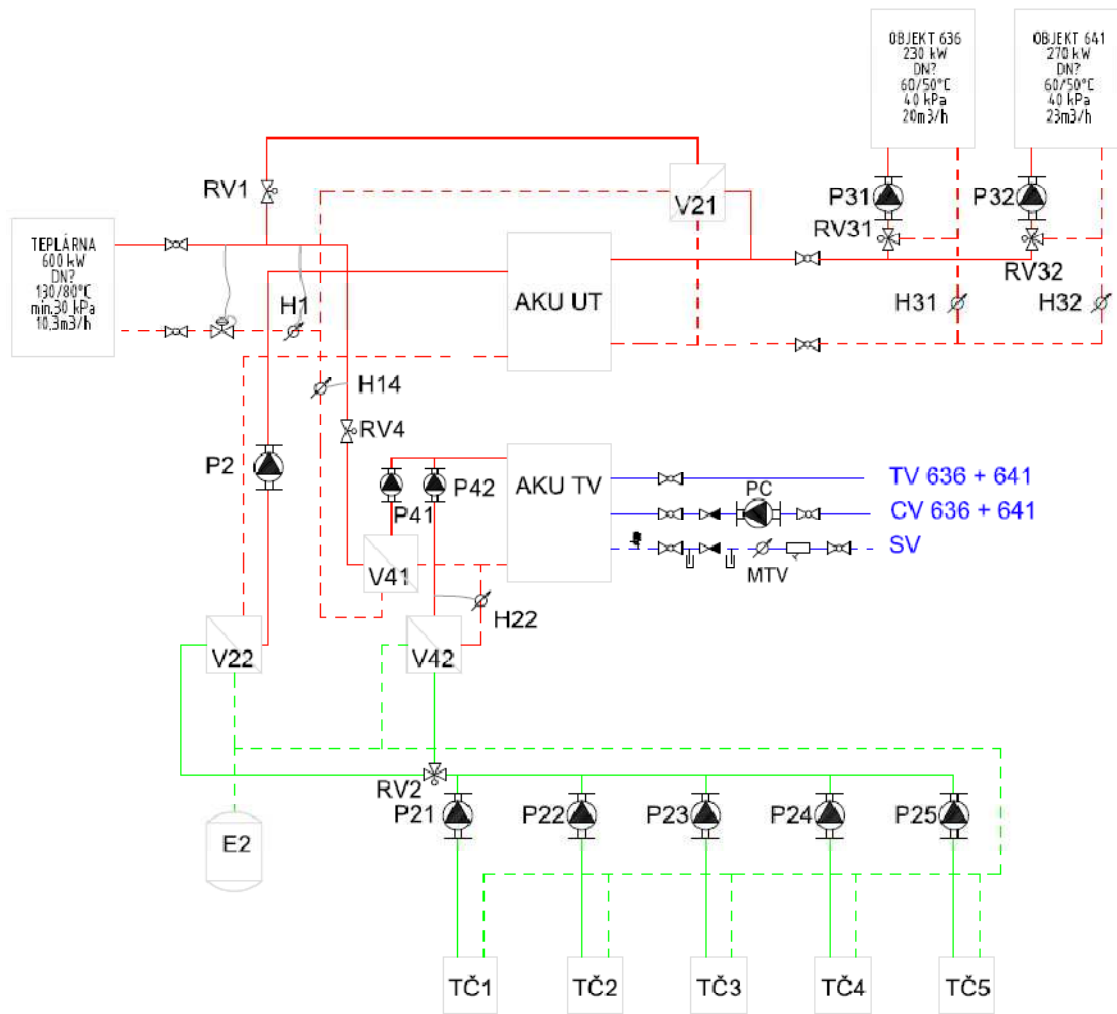 OBJEKT 636
230 kW
DN?
60/50°C
40 kPa
20m3/h
OBJEKT 641
270 kW
DN?
60/50°C
40 kPa
23m3/h
RV1
V21
P31
P32
RV31
RV32
TEPLÁRNA
600 kW
DN?
130/80°C
min.30 kPa
10,3m3/h
H1
AKU UT
H31
H32
H14
RV4
P2
P42
P41
AKU TV
TV 636 + 641
PC
CV 636 + 641
SV
MTV
V41
H22
V22
V42
RV2
P21
P22
P23
P24
P25
E2
TČ1
TČ2
TČ3
TČ4
TČ5